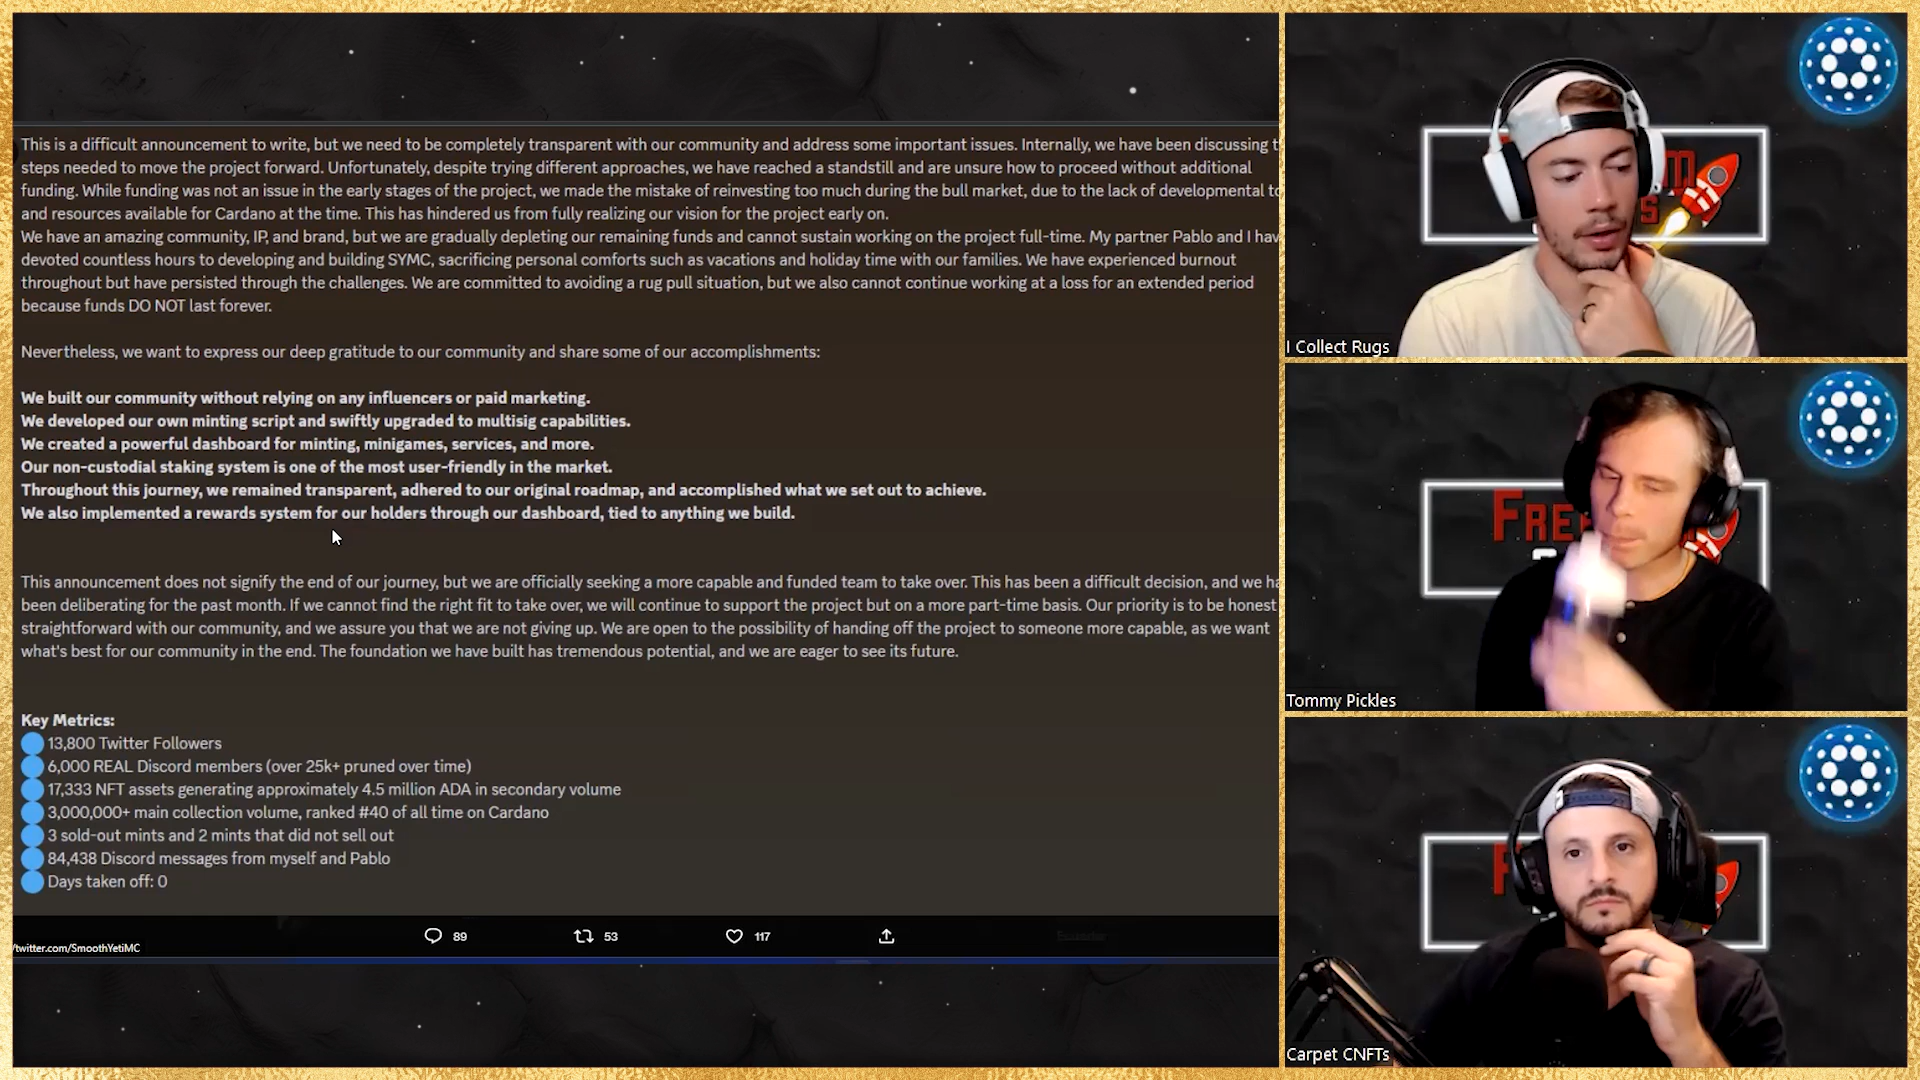 This is a difficult announcement to write, but we need to be completely transparent with our community and address some important issues. Internally, we have been discussing t
steps needed to move the project forward. Unfortunately, despite trying different approaches, we have reached a standstill and are unsure how to proceed without additional
funding. While funding was not an issue in the early stages of the project, we made the mistake of reinvesting too much during the bull market, due to the lack of developmental to
and resources available for Cardano at the time. This has hindered us from fully realizing our vision for the project early on.
We have an amazing community, IP, and brand, but we are gradually depleting our remaining funds and cannot sustain working on the project full-time. My partner Pablo and I hav
devoted countless hours to developing and building SYMC, sacrificing personal comforts such as vacations and holiday time with our families. We have experienced burnout
throughout but have persisted through the challenges. We are committed to avoiding a rug pull situation, but we also cannot continue working at a loss for an extended period
because funds DO NOT last forever.
Nevertheless, we want to express our deep gratitude to our community and share some of our accomplishments:
We built our community without relying on any influencers or paid marketing.
We developed our own minting script and swiftly upgraded to multisig capabilities.
We created a powerful dashboard for minting, minigames, services, and more.
Our non-custodial staking system is one of the most user-friendly in the market.
Throughout this journey, we remained transparent, adhered to our original roadmap, and accomplished what we set out to achieve.
We also implemented a rewards system for our holders through our dashboard, tied to anything we build.
This announcement does not signify the end of our journey, but we are officially seeking a more capable and funded team to take over. This has been a difficult decision, and we ha
been deliberating for the past month. If we cannot find the right fit to take over, we will continue to support the project but on a more part-time basis. Our priority is to be honest
straightforward with our community, and we assure you that we are not giving up. We are open to the possibility of handing off the project to someone more capable, as we want
what's best for our community in the end. The foundation we have built has tremendous potential, and we are eager to see its future.
Key Metrics:
13,800 Twitter Followers
6,000 REAL Discord members (over 25k+ pruned over time)
17,333 NFT assets generating approximately 4.5 million ADA in secondary volume
3,000,000+ main collection volume, ranked #40 of all time on Cardano
3 sold-out mints and 2 mints that did not sell out
84,438 Discord messages from myself and Pablo
Days taken off: 0
89 53 117
/twitter.com/SmoothYetiMC
I Collect Rugs
FRE
Tommy Pickles
Carpet CNFTs